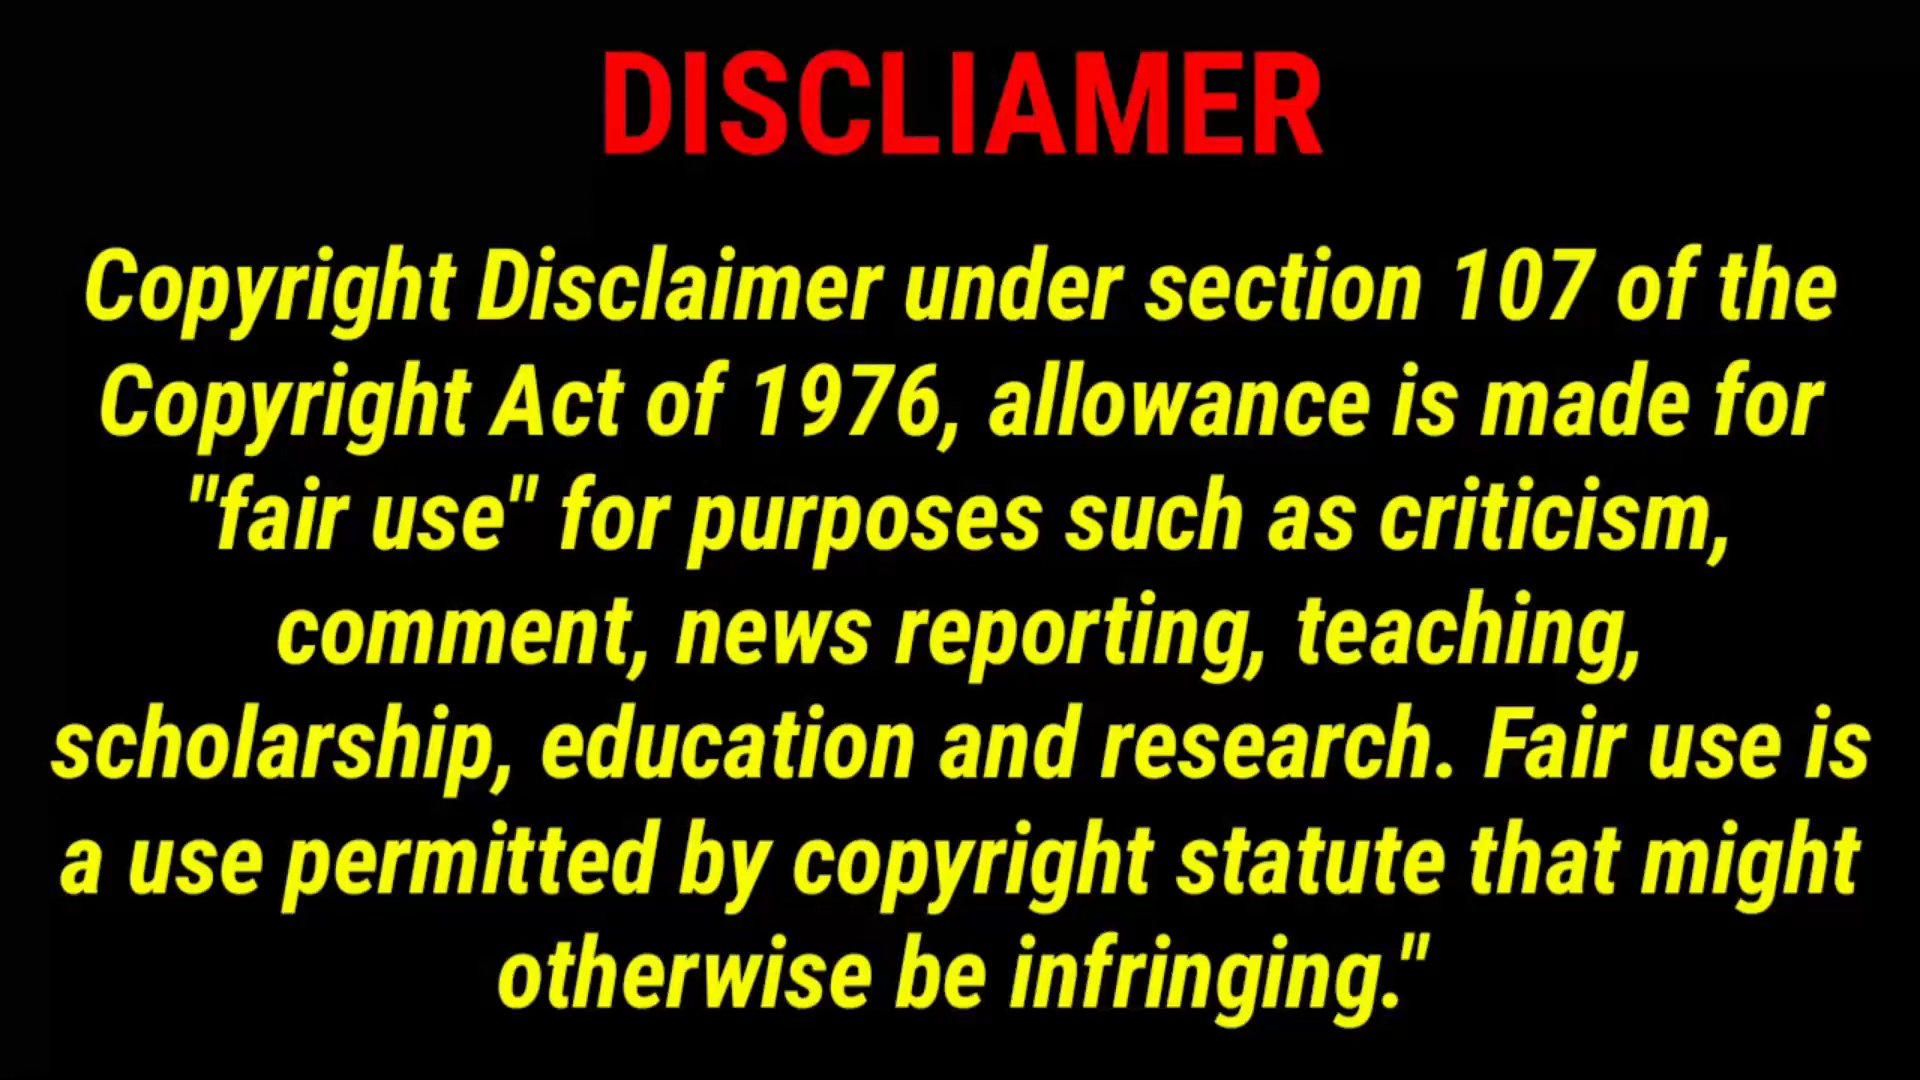 DISCLIAMER
Copyright Disclaimer under section 107 of the
Copyright Act of 1976, allowance is made for
"fair use" for purposes such as criticism,
comment, news reporting, teaching,
scholarship, education and research. Fair use is
a use permitted by copyright statute that might
otherwise be infringing."